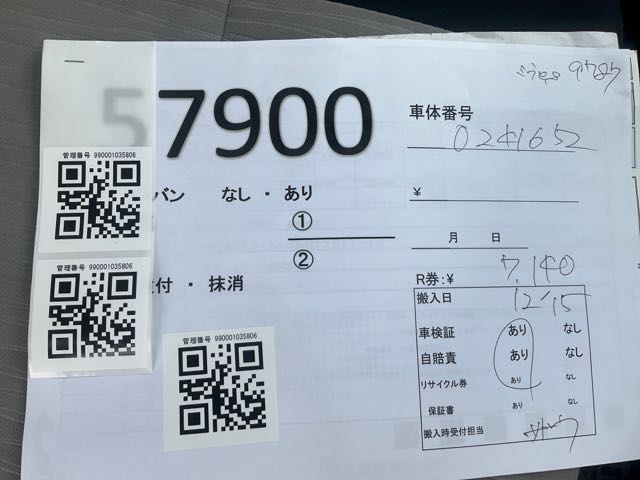 9787
57900
車体番号
0241652
管理番号 990001035806
バン なし ・ あり
①
②
¥
月 日
管理番号 990001035806
付 ・ 抹消
R券:¥ 7,140
搬入日 12/15
車検証 あり なし
自賠責 あり なし
リサイクル券 あり なし
保証書 あり なし
搬入時受付担当
管理番号 990001035806